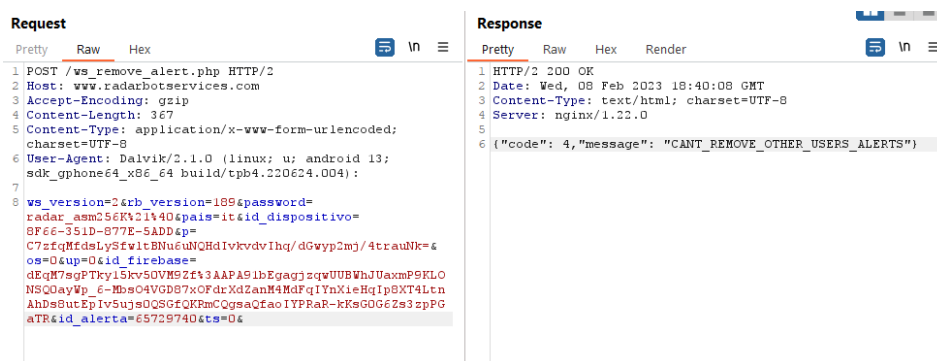 Request
Pretty Raw Hex
\n
1 POST /ws_remove_alert.php HTTP/2
2 Host: www.radarbotservices.com
3 Accept-Encoding: gzip
4 Content-Length: 367
5 Content-Type: application/x-www-form-urlencoded;
charset=UTF-8
6 User-Agent: Dalvik/2.1.0 (linux; u; android 13;
sdk_gphone64_x86_64 build/tpb4.220624.004):
7
8 ws_version=2&rb_version=189&password=
radar_asm256K%21%40&pais=it&id_dispositivo=
8F66-351D-877E-5ADD&p=
C7zfqMfdsLySfwltBNu6uNQHdIvkvdvIhq/dGwyp2mj/4trauNk=&
os=0&up=0&id_firebase=
dEqM7sgPTky15kv50VM9Zf%3AAPA91bEgagjzqwUUBWhJUaxmP9KLO
NSQ0ayWp_6-MbsO4VGD87xOFdrXdZanM4MdFqIYnXieHqIp8XT4Ltn
AhDs8utEpIv5ujs0QSGfQKRmCQgsaQfaoIYPRaR-kKsG0G6Zs3zpPG
aTR&id_alerta=65729740&ts=0&
Response
Pretty Raw Hex Render
\n
1 HTTP/2 200 OK
2 Date: Wed, 08 Feb 2023 18:40:08 GMT
3 Content-Type: text/html; charset=UTF-8
4 Server: nginx/1.22.0
5
6 {"code": 4,"message": "CANT_REMOVE_OTHER_USERS_ALERTS"}